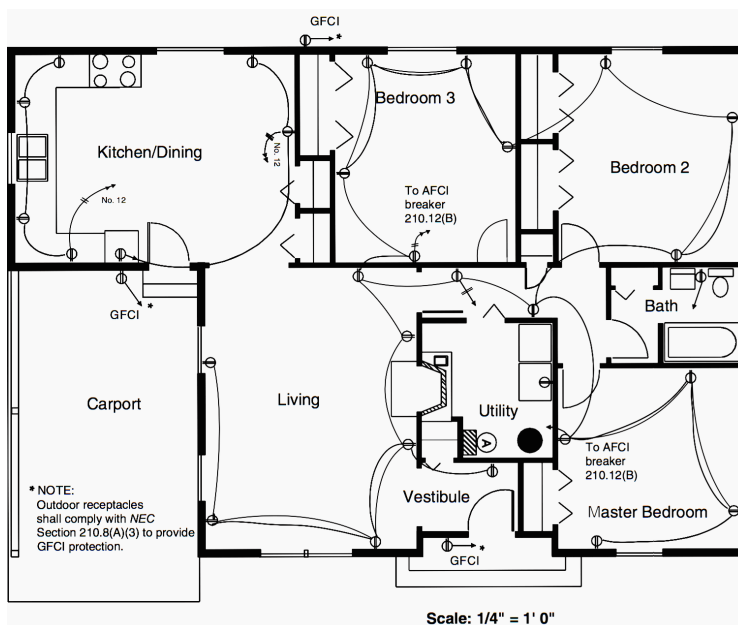 GFCI
*
Bedroom 3
Kitchen/Dining
No. 12
Bedroom 2
To AFCI
breaker
210.12(B)
No. 12
GFCI
*
Bath
Living
Carport
Utility
A
To AFCI
breaker
210.12(B)
* NOTE:
Outdoor receptacles
shall comply with NEC
Section 210.8(A)(3) to provide
GFCI protection.
Vestibule
Master Bedroom
*
GFCI
Scale: 1/4" = 1' 0"